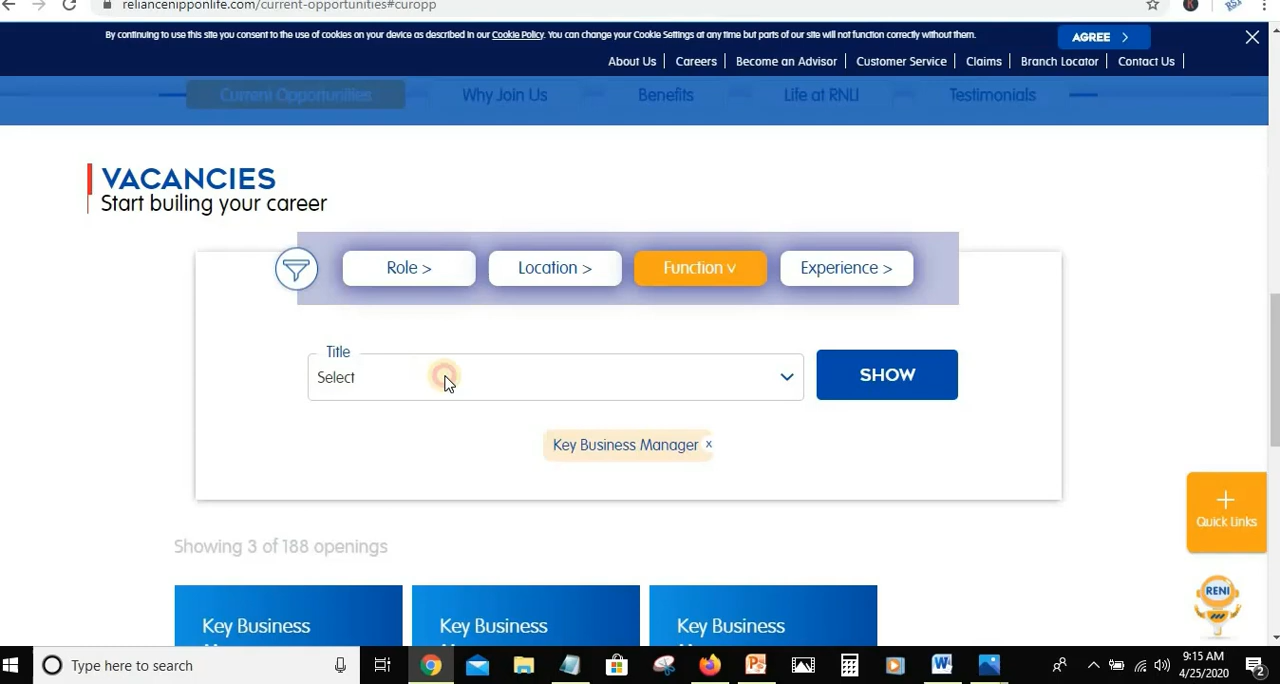 reliancenipponlife.com/current-opportunities#curopp
By continuing to use this site you consent to the use of cookies on your device as described in our Cookie Policy. You can change your Cookie Settings at any time but parts of our site will not function correctly without them.
AGREE >
About Us | Careers | Become an Advisor | Customer Service | Claims | Branch Locator | Contact Us |
Current Opportunities Why Join Us Benefits Life at RNLI Testimonials
VACANCIES
Start builing your career
Role > Location > Function v Experience >
Title
Select
SHOW
Key Business Manager x
Quick Links
Showing 3 of 188 openings
RENI
Key Business Key Business Key Business
Type here to search
9:15 AM
4/25/2020
2